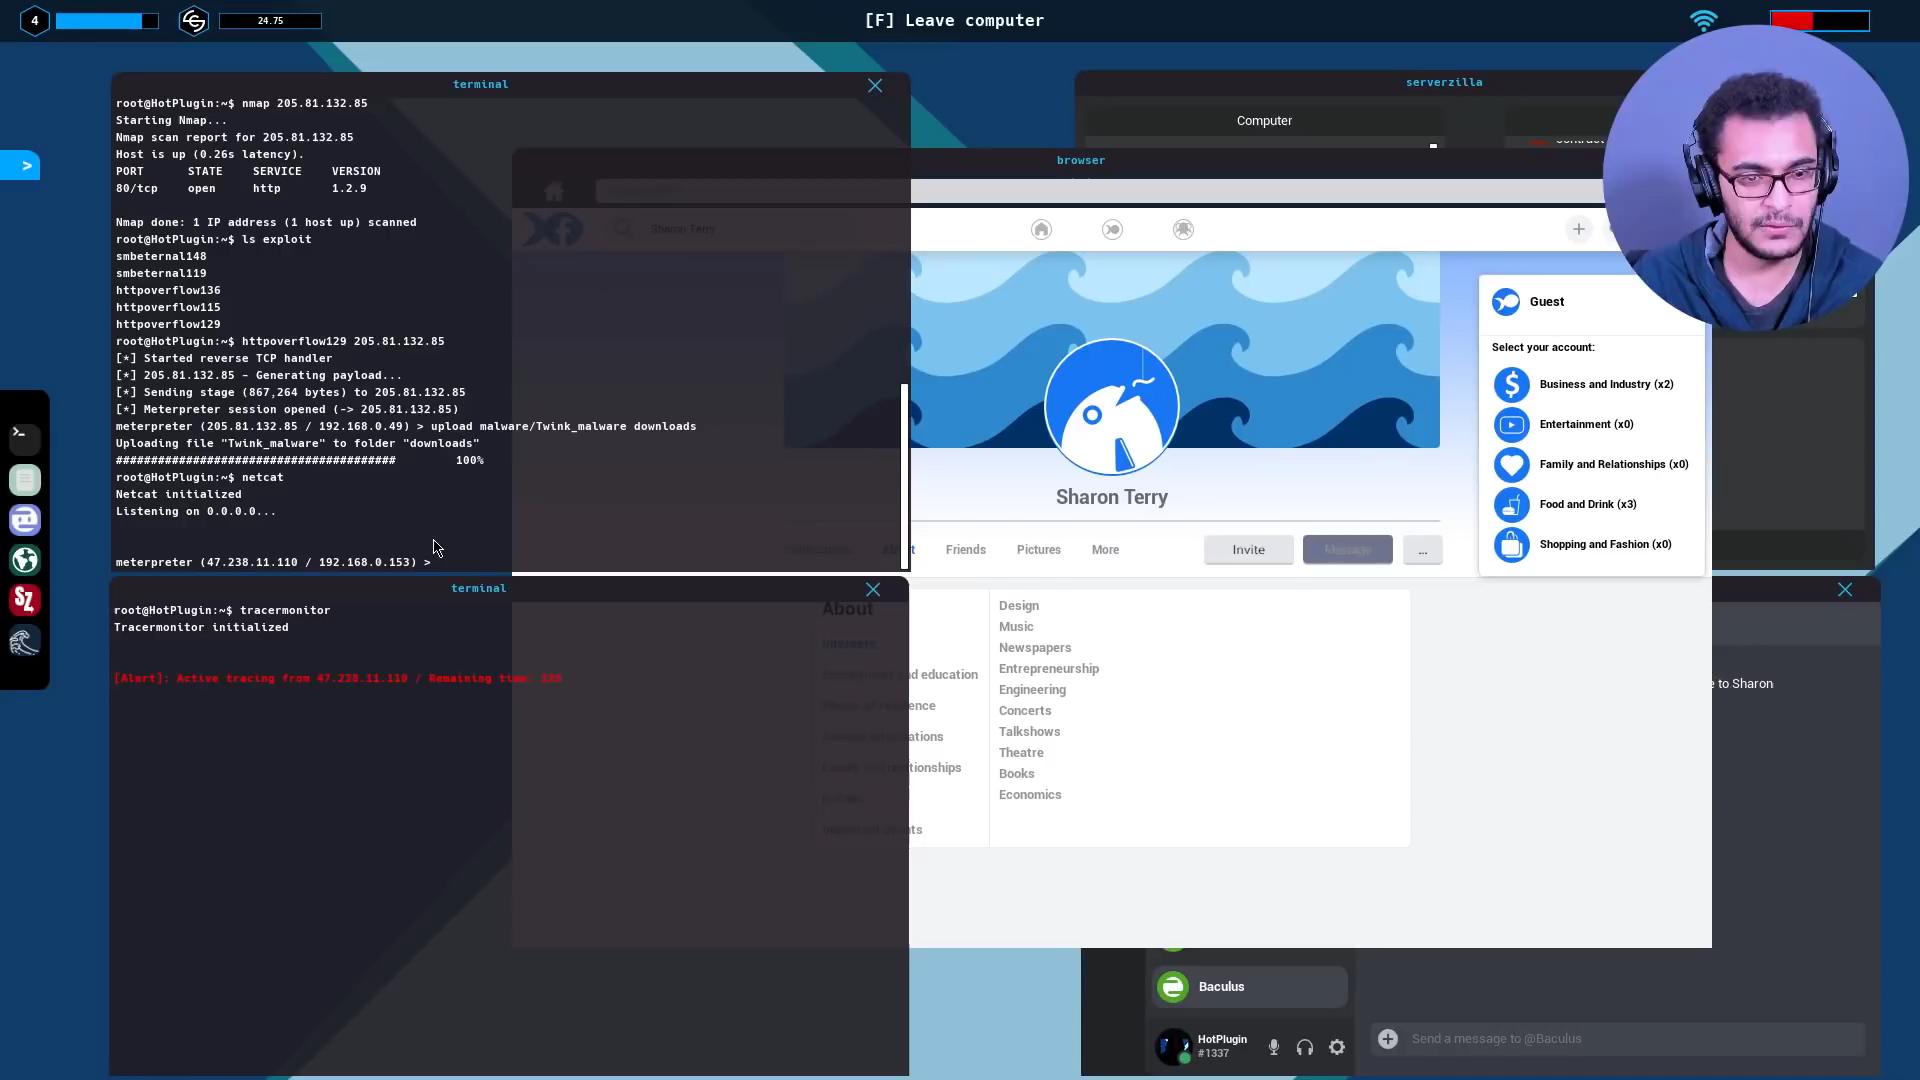 4
24.75
[F] Leave computer
terminal
root@HotPlugin:~$ nmap 205.81.132.85
Starting Nmap...
Nmap scan report for 205.81.132.85
Host is up (0.26s latency).
PORT STATE SERVICE VERSION
80/tcp open http 1.2.9
Nmap done: 1 IP address (1 host up) scanned
root@HotPlugin:~$ ls exploit
smbeternal148
smbeternal119
httpoverflow136
httpoverflow115
httpoverflow129
root@HotPlugin:~$ httpoverflow129 205.81.132.85
[*] Started reverse TCP handler
[*] 205.81.132.85 - Generating payload...
[*] Sending stage (867,264 bytes) to 205.81.132.85
[*] Meterpreter session opened (-> 205.81.132.85)
meterpreter (205.81.132.85 / 192.168.0.49) > upload malware/Twink_malware downloads
Uploading file "Twink_malware" to folder "downloads"
######################################## 100%
root@HotPlugin:~$ netcat
Netcat initialized
Listening on 0.0.0.0...
meterpreter (47.238.11.110 / 192.168.0.153) >
terminal
root@HotPlugin:~$ tracermonitor
Tracermonitor initialized
[Alert]: Active tracing from 47.238.11.110 / Remaining time:
serverzilla
Computer
browser
Sharon Terry
Guest
Select your account:
Business and Industry (x2)
Entertainment (x0)
Family and Relationships (x0)
Food and Drink (x3)
Shopping and Fashion (x0)
Sharon Terry
Friends
Pictures
More
Invite
Message
...
About
Design
Music
Newspapers
Entrepreneurship
Engineering
Concerts
Talkshows
Theatre
Books
Economics
e to Sharon
Baculus
HotPlugin
#1337
Send a message to @Baculus
SZ